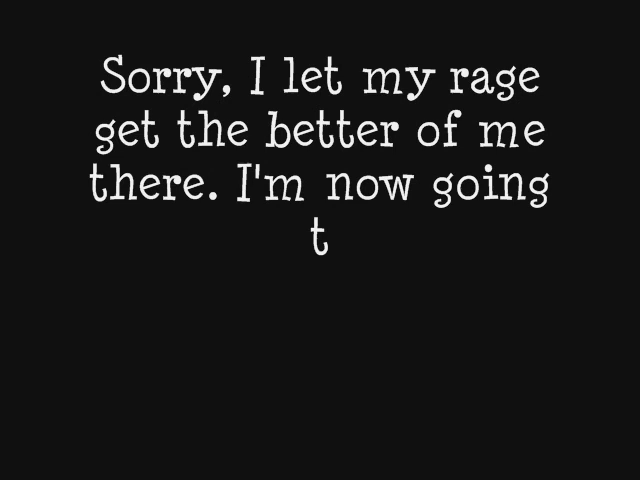 Sorry, I let my rage
get the better of me
there. I'm now going
t